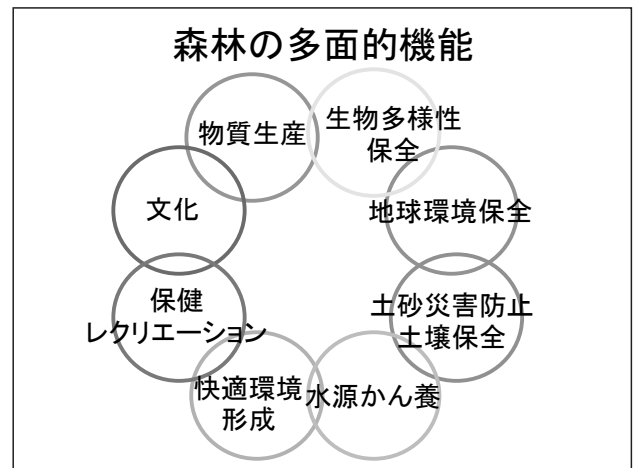 森林の多面的機能
物質生産
生物多様性
保全
文化
地球環境保全
保健
レクリエーション
土砂災害防止
土壌保全
快適環境
形成
水源かん養